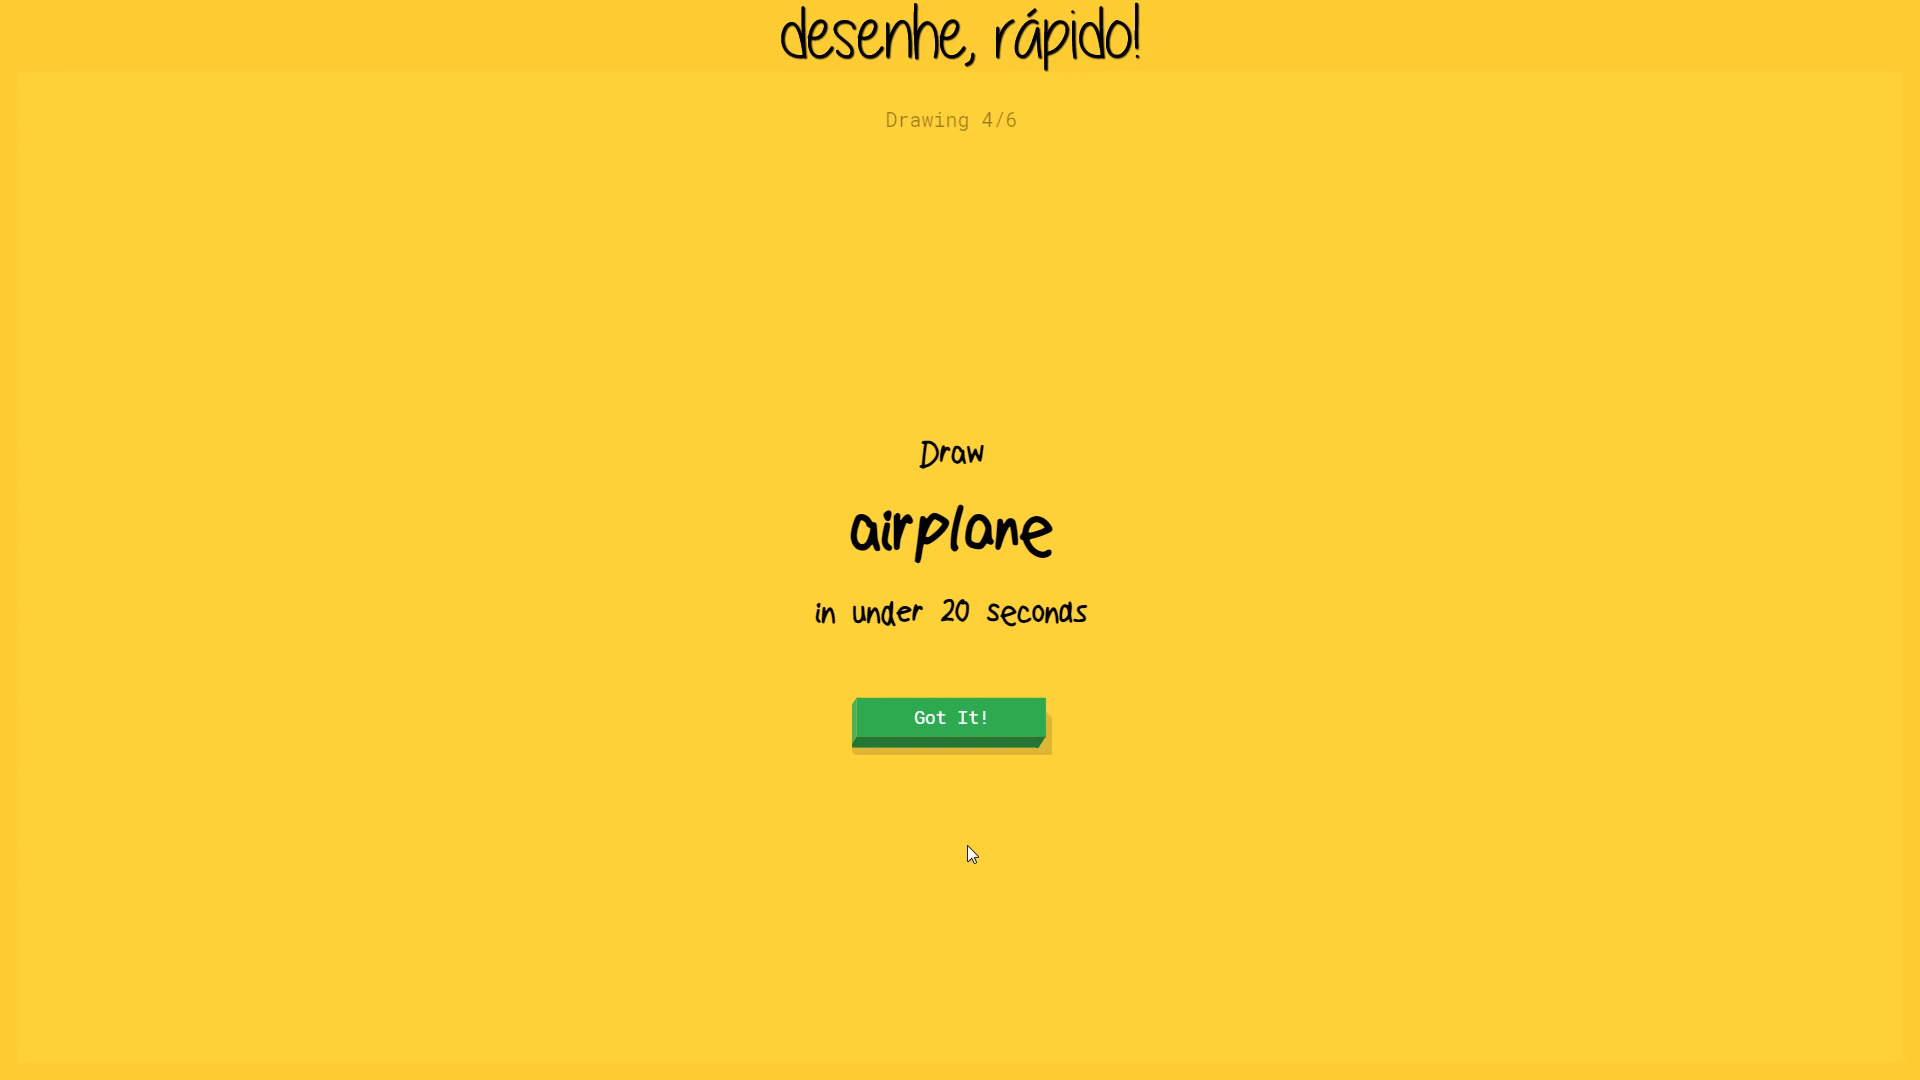 desenhe, rápido!
Drawing 4/6
Draw
airplane
in under 20 seconds
Got It!